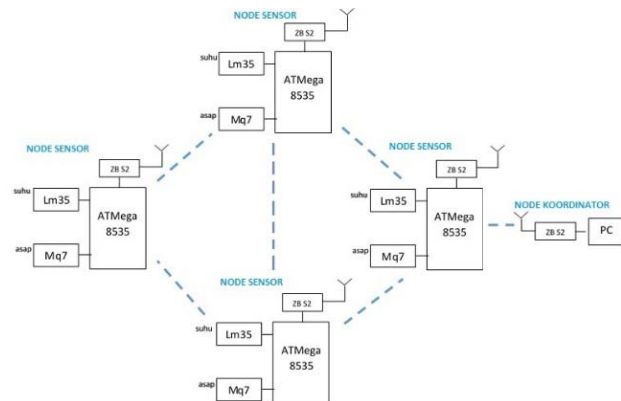 NODE SENSOR
ZB S2
suhu
Lm35
ATMega
8535
asap
Mq7
NODE SENSOR
ZB S2
suhu
Lm35
ATMega
8535
asap
Mq7
NODE SENSOR
ZB S2
suhu
Lm35
ATMega
8535
asap
Mq7
NODE KOORDINATOR
ZB S2
PC
NODE SENSOR
ZB S2
suhu
Lm35
ATMega
8535
asap
Mq7